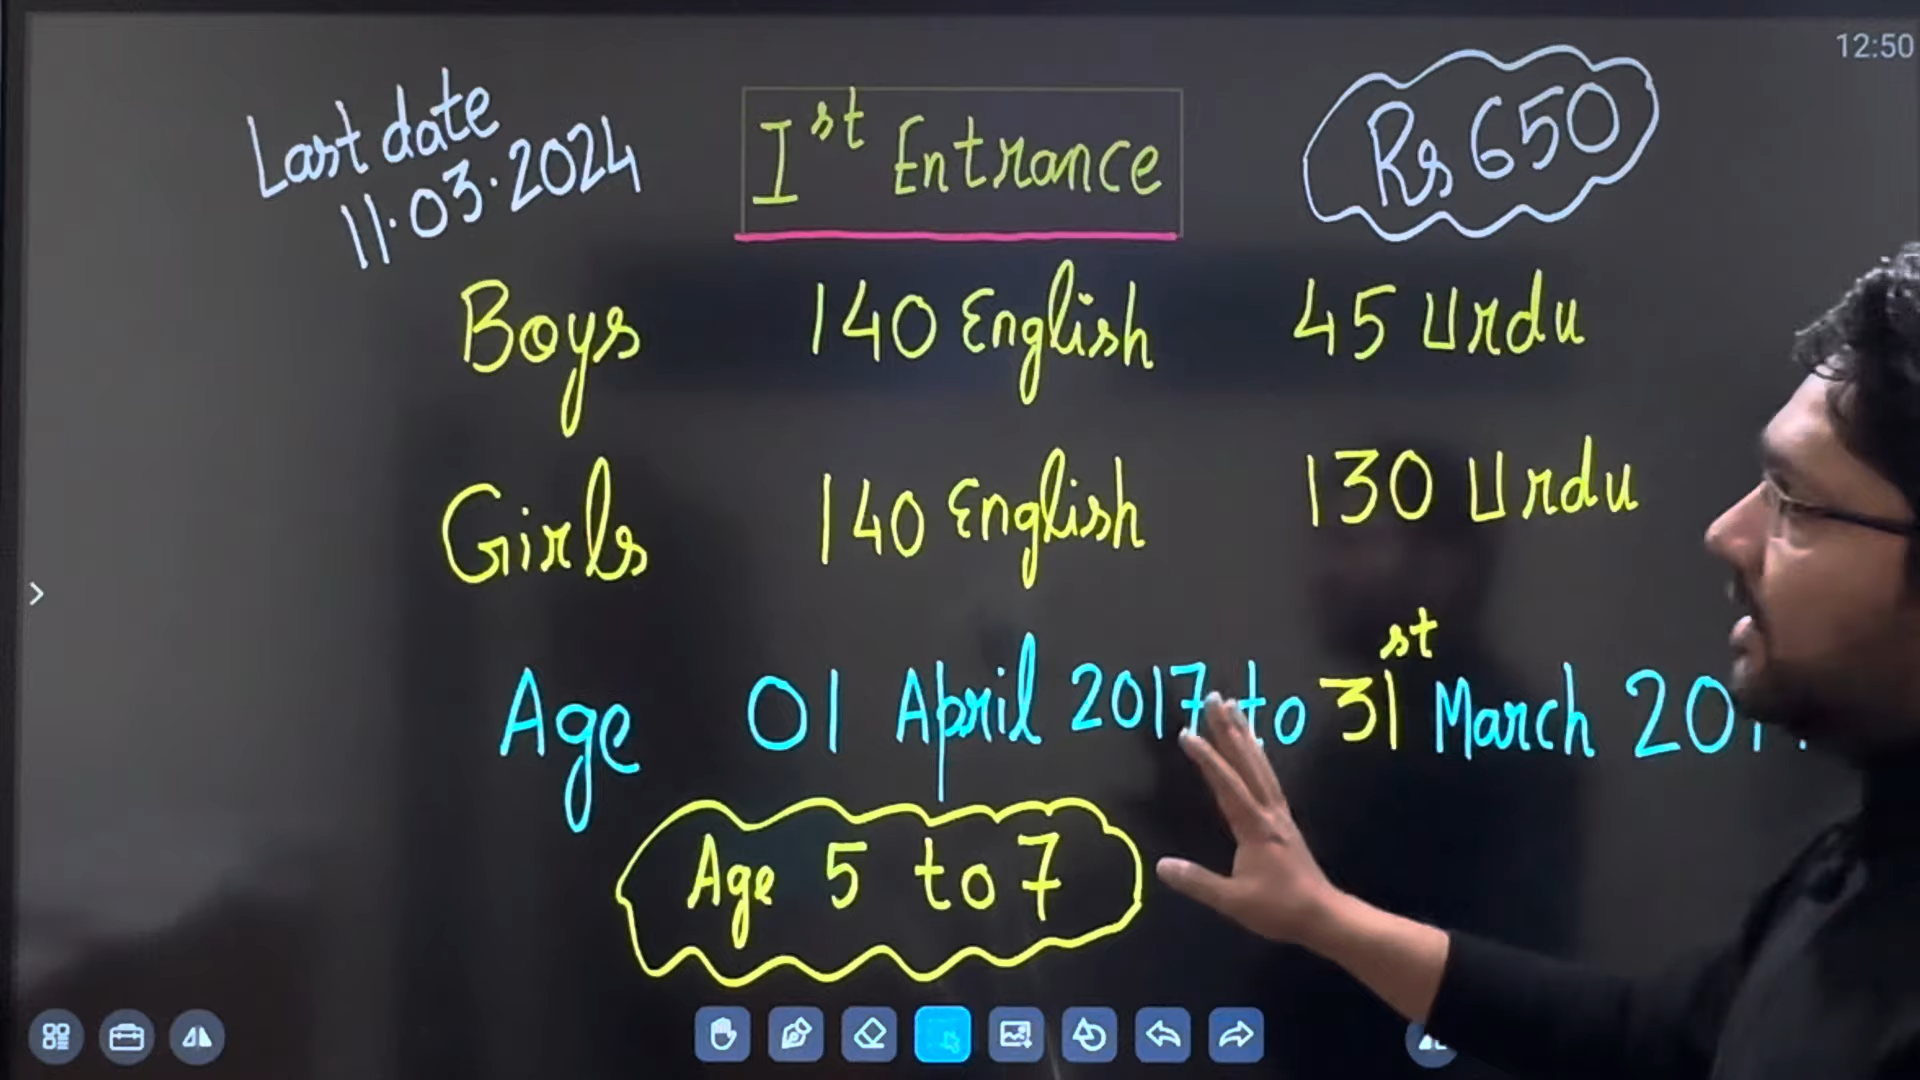 12:50
Last date
11.03.2024
Ist Entrance
Rs 650
Boys 140 English 45 Urdu
Girls 140 English 130 Urdu
Age 01 April 2017 to 31st March
Age 5 to 7